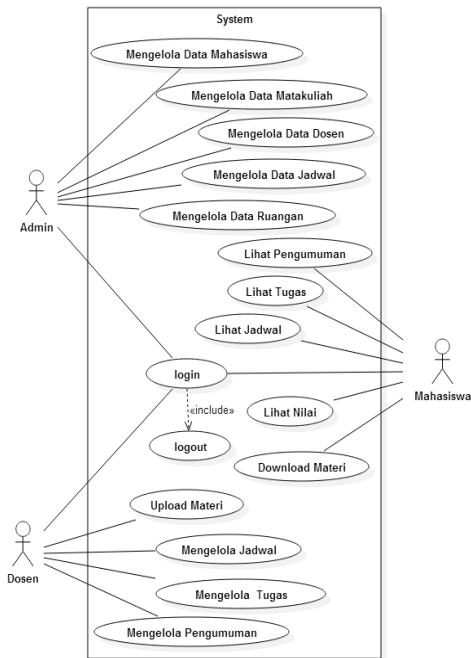 System
Mengelola Data Mahasiswa
Mengelola Data Matakuliah
Mengelola Data Dosen
Mengelola Data Jadwal
Mengelola Data Ruangan
Admin
Lihat Pengumuman
Lihat Tugas
Lihat Jadwal
login
Mahasiswa
«include»
Lihat Nilai
logout
Download Materi
Upload Materi
Mengelola Jadwal
Dosen
Mengelola Tugas
Mengelola Pengumuman